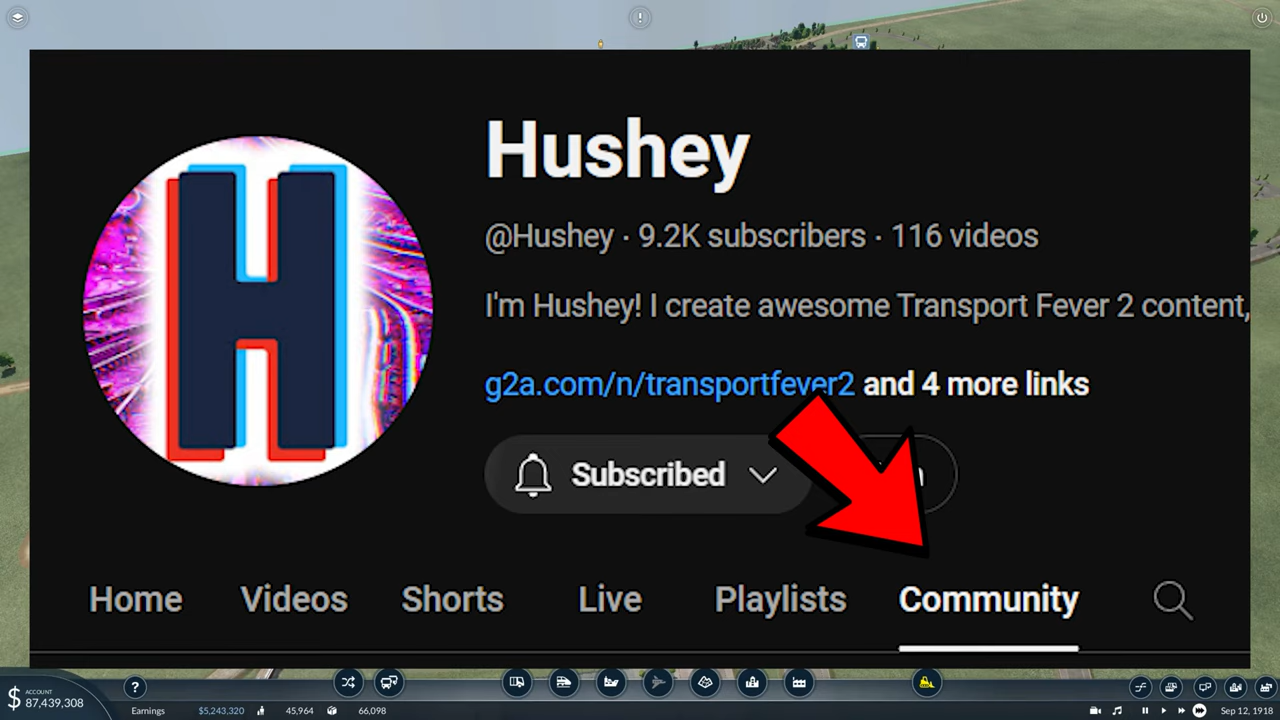 H
Hushey
@Hushey · 9.2K subscribers · 116 videos
I'm Hushey! I create awesome Transport Fever 2 content,
g2a.com/n/transportfever2 and 4 more links
Subscribed
Home Videos Shorts Live Playlists Community
$ ACCOUNT
87,439,308
?
Earnings $5,243,320 45,964 66,098
Sep 12, 1918